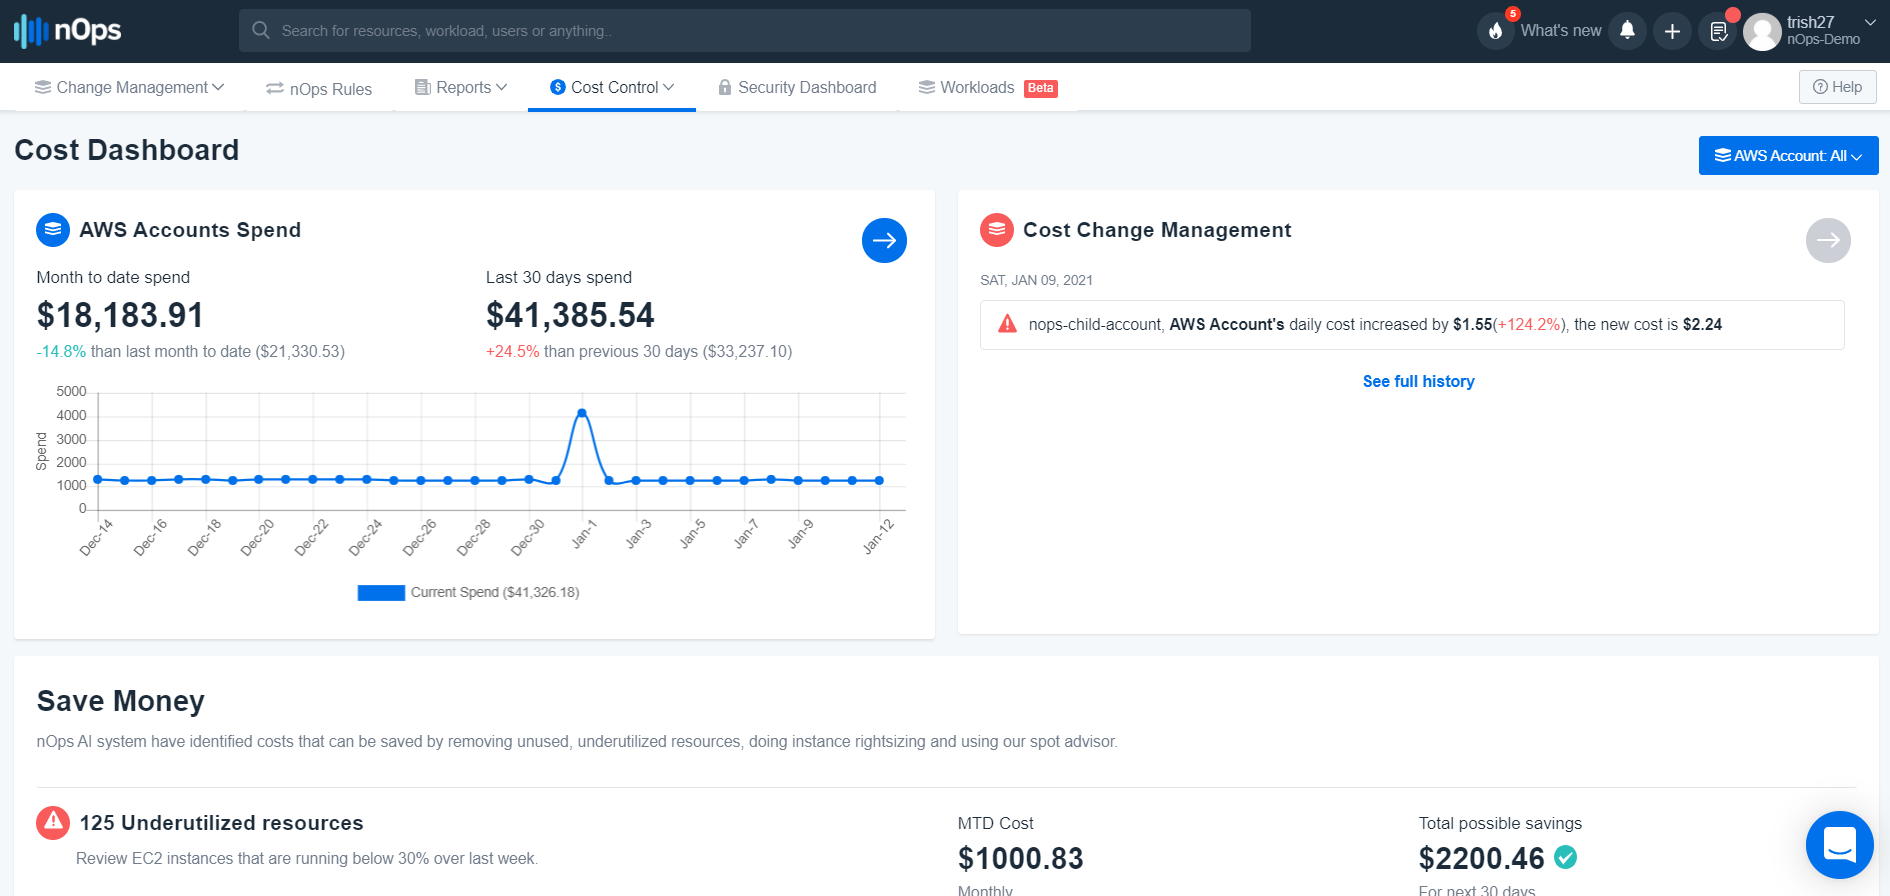 nOps
Search for resources, workload, users or anything..
5
What's new
trish27
nOps-Demo
Change Management
nOps Rules
Reports
Cost Control
Security Dashboard
Workloads Beta
Help
Cost Dashboard
AWS Account: All
AWS Accounts Spend
Month to date spend
$18,183.91
-14.8% than last month to date ($21,330.53)
Last 30 days spend
$41,385.54
+24.5% than previous 30 days ($33,237.10)
Spend
5000
4000
3000
2000
1000
0
Dec-14
Dec-16
Dec-18
Dec-20
Dec-22
Dec-24
Dec-26
Dec-28
Dec-30
Jan-1
Jan-3
Jan-5
Jan-7
Jan-9
Jan-12
Current Spend ($41,326.18)
Cost Change Management
SAT, JAN 09, 2021
nops-child-account, AWS Account's daily cost increased by $1.55(+124.2%), the new cost is $2.24
See full history
Save Money
nOps AI system have identified costs that can be saved by removing unused, underutilized resources, doing instance rightsizing and using our spot advisor.
125 Underutilized resources
Review EC2 instances that are running below 30% over last week.
MTD Cost
$1000.83
Monthly
Total possible savings
$2200.46
For next 30 days